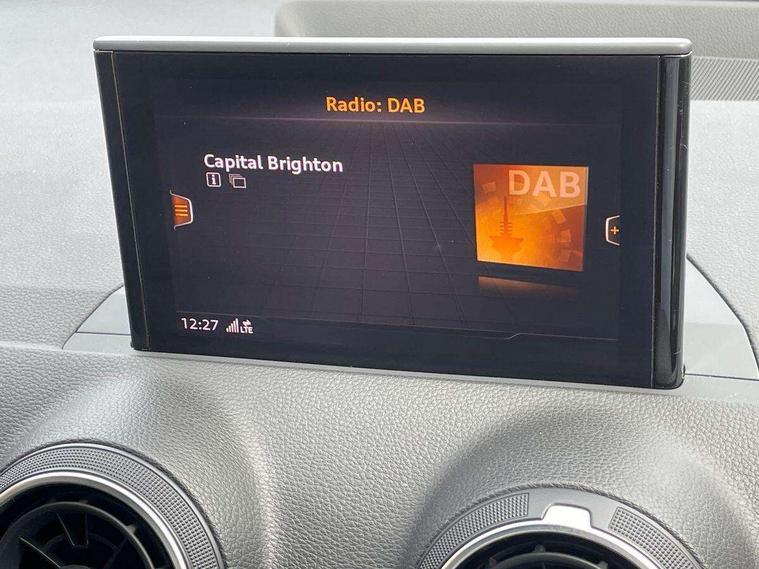 Radio: DAB
Capital Brighton
DAB
12:27 LTE